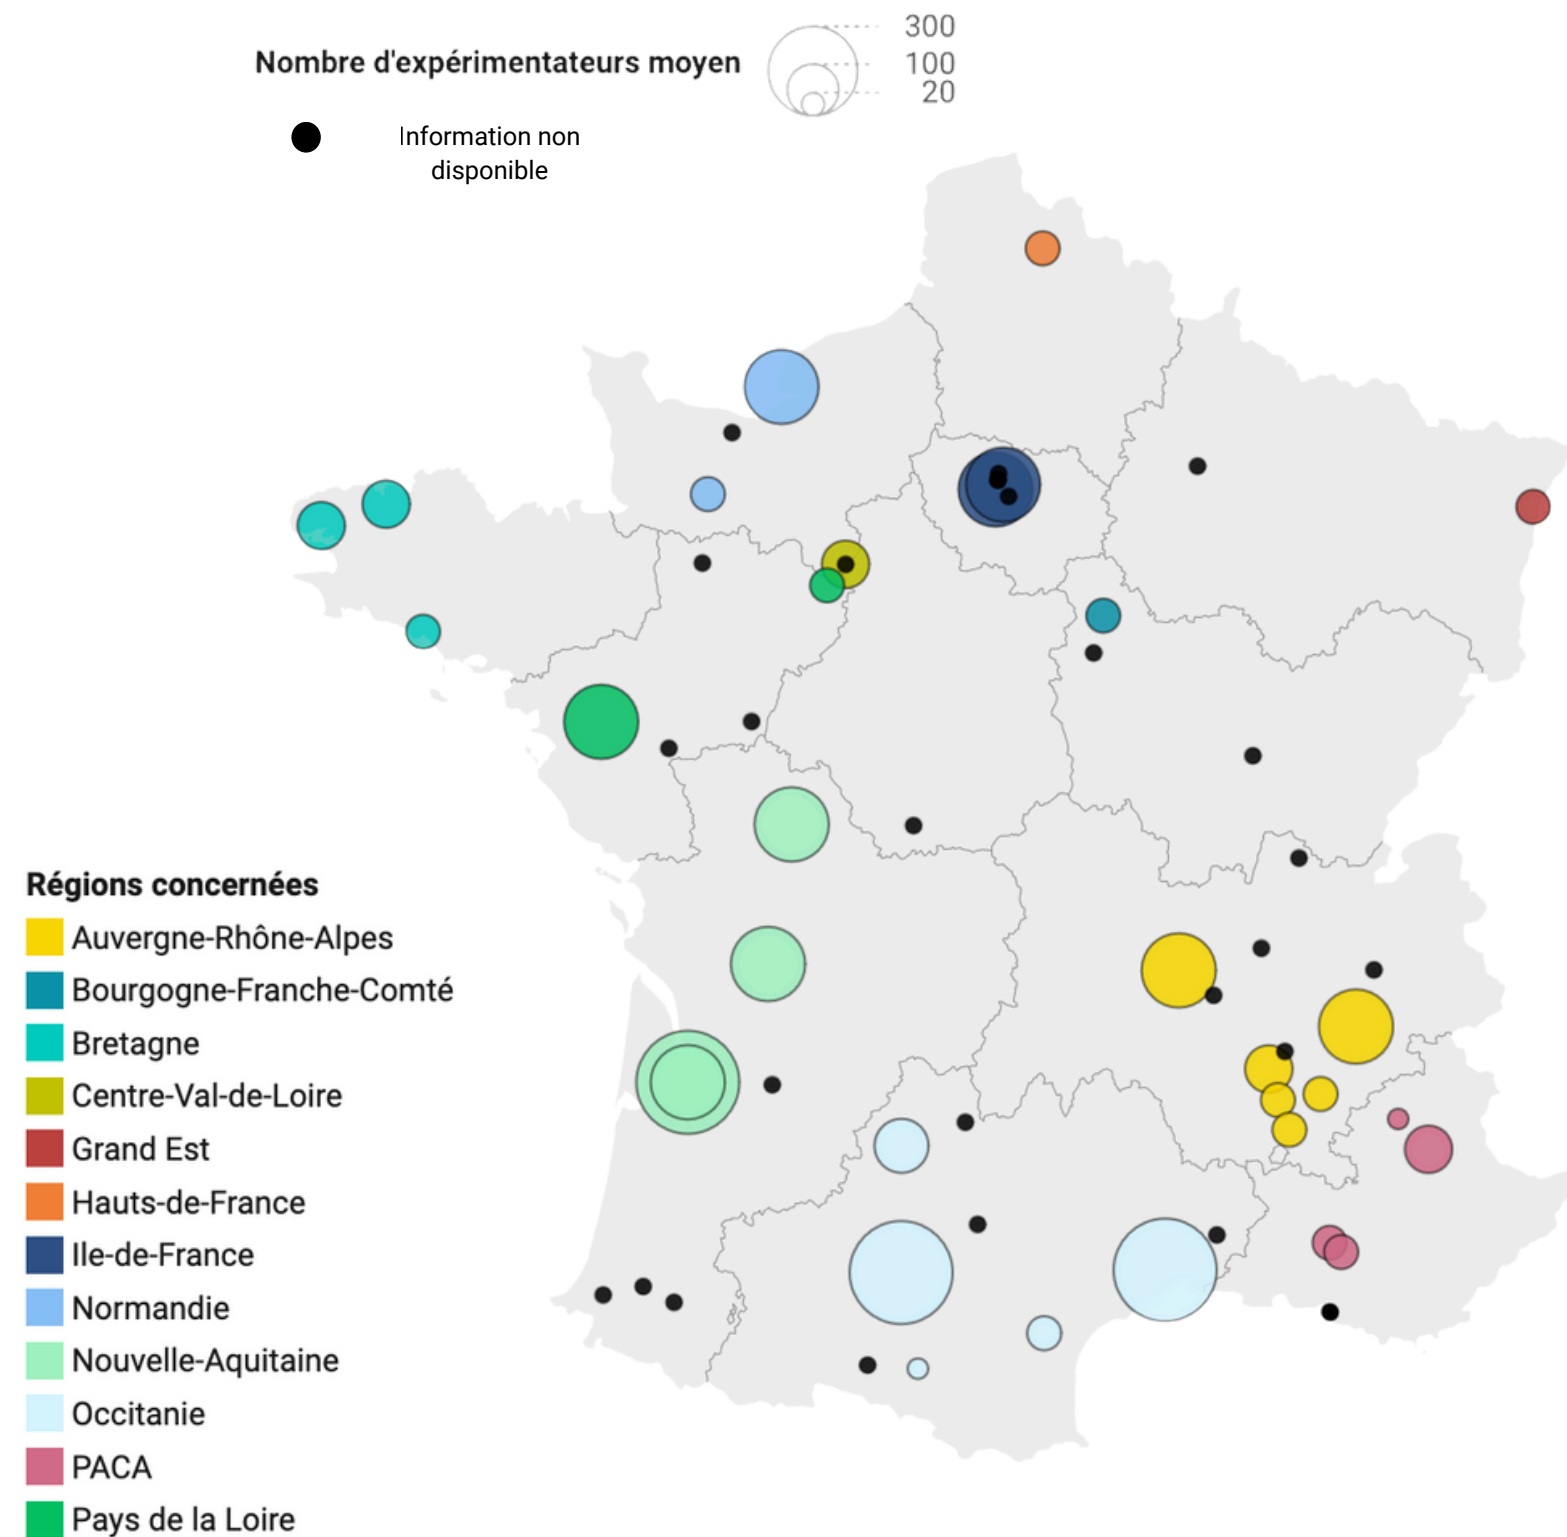 Nombre d'expérimentateurs moyen
300
100
20
Information non
disponible
Régions concernées
Auvergne-Rhône-Alpes
Bourgogne-Franche-Comté
Bretagne
Centre-Val-de-Loire
Grand Est
Hauts-de-France
Ile-de-France
Normandie
Nouvelle-Aquitaine
Occitanie
PACA
Pays de la Loire